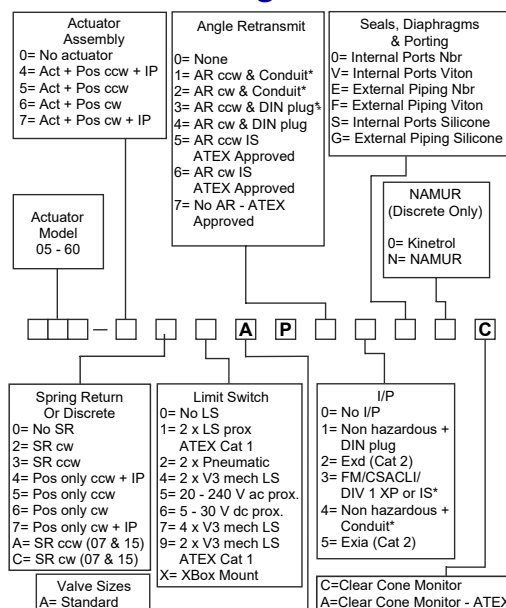 Actuator
Assembly
0= No actuator
4= Act + Pos ccw + IP
5= Act + Pos ccw
6= Act + Pos cw
7= Act + Pos cw + IP
Angle Retransmit
0= None
1= AR ccw & Conduit*
2= AR cw & Conduit*
3= AR ccw & DIN plug*
4= AR cw & DIN plug
5= AR ccw IS
ATEX Approved
6= AR cw IS
ATEX Approved
7= No AR - ATEX
Approved
Seals, Diaphragms
& Porting
0= Internal Ports Nbr
V= Internal Ports Viton
E= External Piping Nbr
F= External Piping Viton
S= Internal Ports Silicone
G= External Piping Silicone
Actuator
Model
05 - 60
NAMUR
(Discrete Only)
0= Kinetrol
N= NAMUR
A P C
Spring Return
Or Discrete
0= No SR
2= SR cw
3= SR ccw
4= Pos only ccw + IP
5= Pos only ccw
6= Pos only cw
7= Pos only cw + IP
A= SR ccw (07 & 15)
C= SR cw (07 & 15)
Limit Switch
0= No LS
1= 2 x LS prox
ATEX Cat 1
2= 2 x Pneumatic
4= 2 x V3 mech LS
5= 20 - 240 V ac prox.
6= 5 - 30 V dc prox.
7= 4 x V3 mech LS
9= 2 x V3 mech LS
ATEX Cat 1
X= XBox Mount
I/P
0= No I/P
1= Non hazardous +
DIN plug
2= Exd (Cat 2)
3= FM/CSACLI/
DIV 1 XP or IS*
4= Non hazardous +
Conduit*
5= Exia (Cat 2)
Valve Sizes
A= Standard
C=Clear Cone Monitor
A=Clear Cone Monitor - ATEX